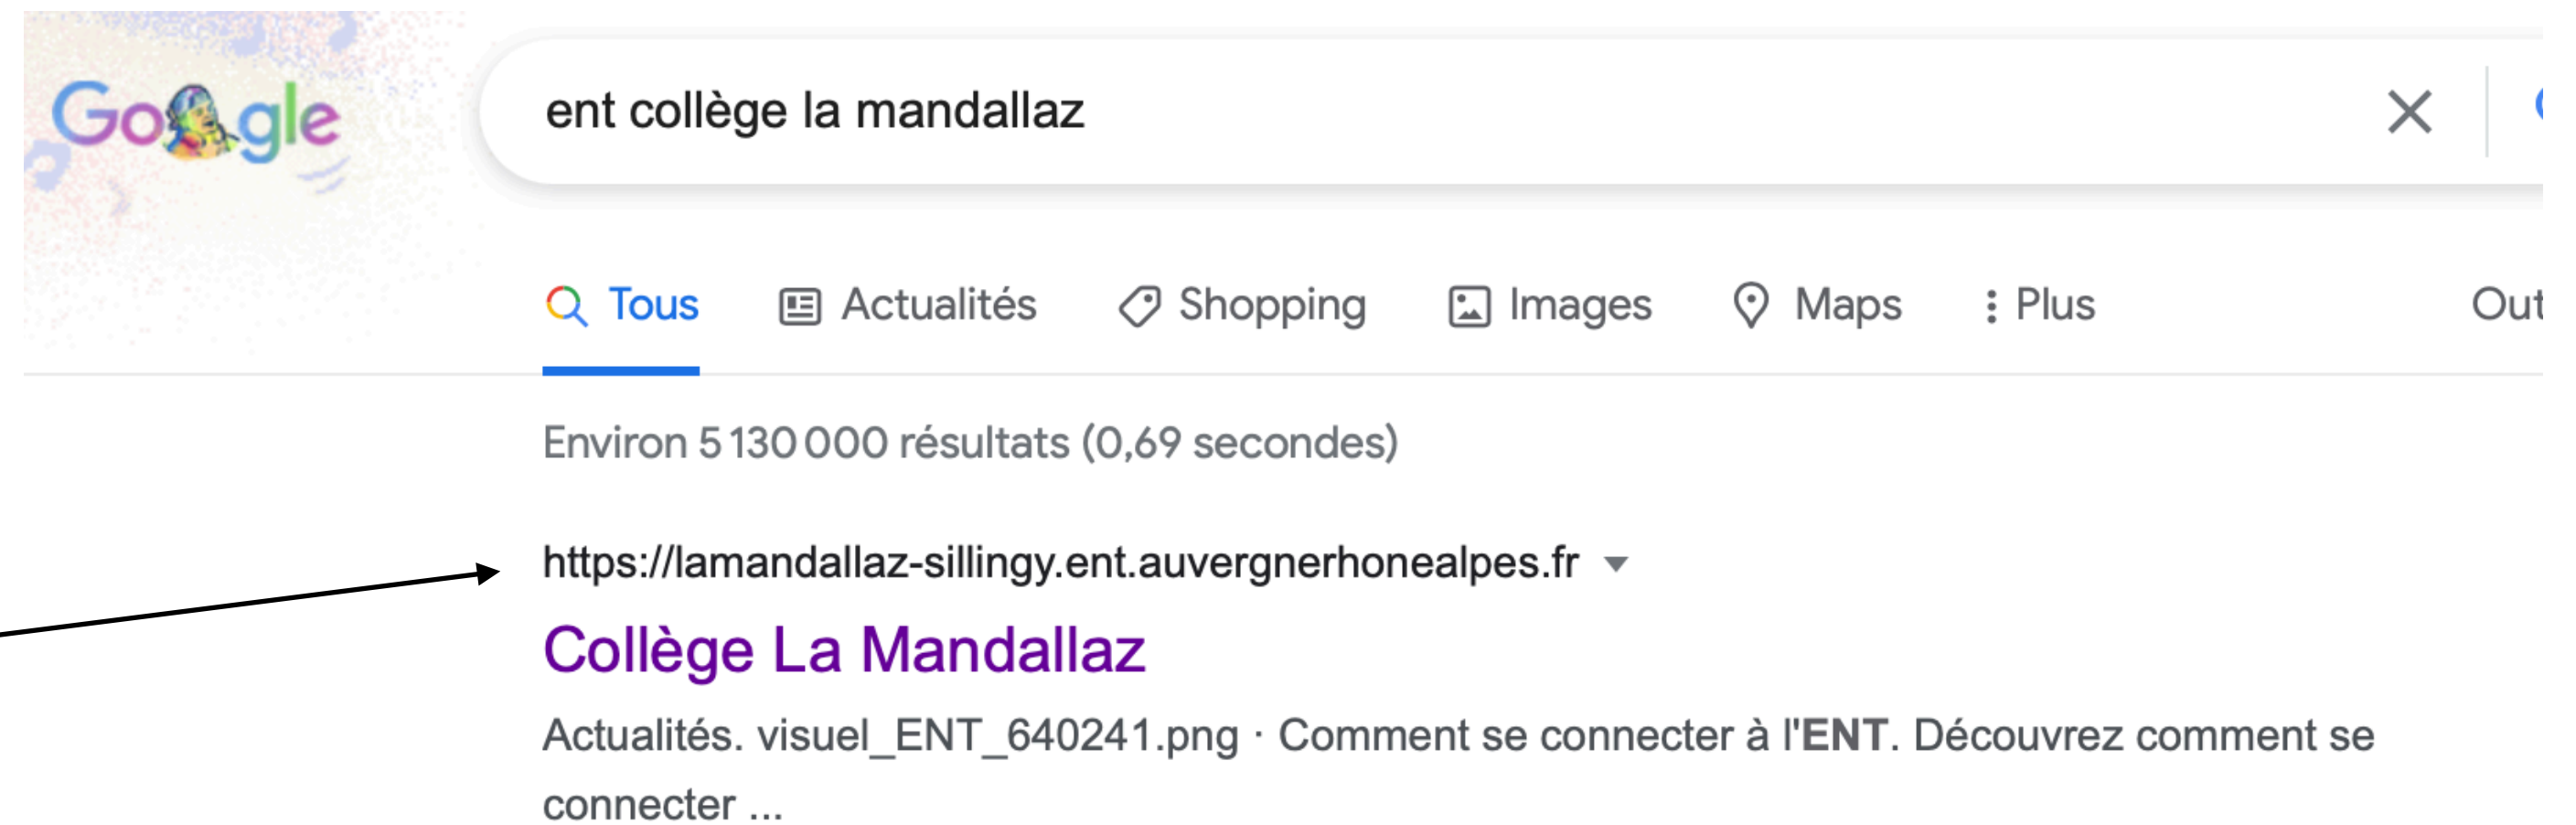 Google
ent collège la mandallaz
Tous Actualités Shopping Images Maps Plus Out
Environ 5 130 000 résultats (0,69 secondes)
https://lamandallaz-sillingy.ent.auvergnerhonealpes.fr
Collège La Mandallaz
Actualités. visuel_ENT_640241.png · Comment se connecter à l'ENT. Découvrez comment se
connecter ...